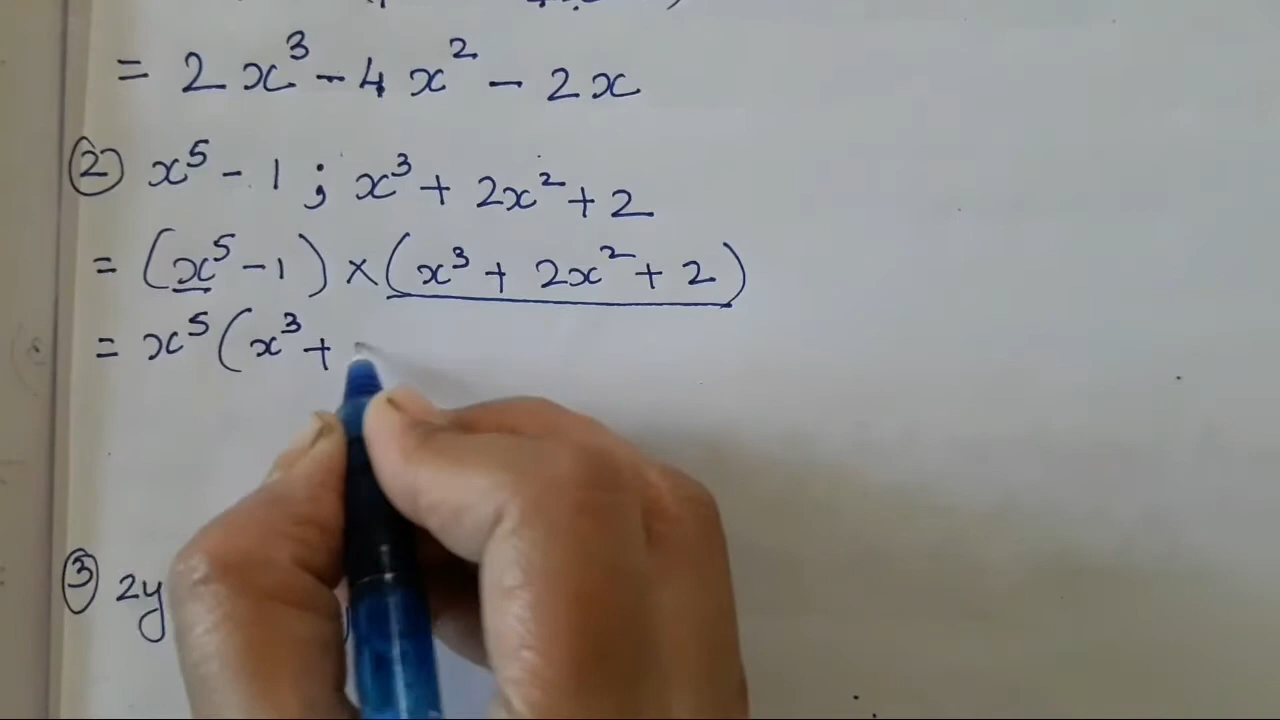 = 2x³ - 4x² - 2x
② x⁵ - 1 ; x³ + 2x² + 2
= (x⁵ - 1) × (x³ + 2x² + 2)
= x⁵ (x³ +
③ 2y